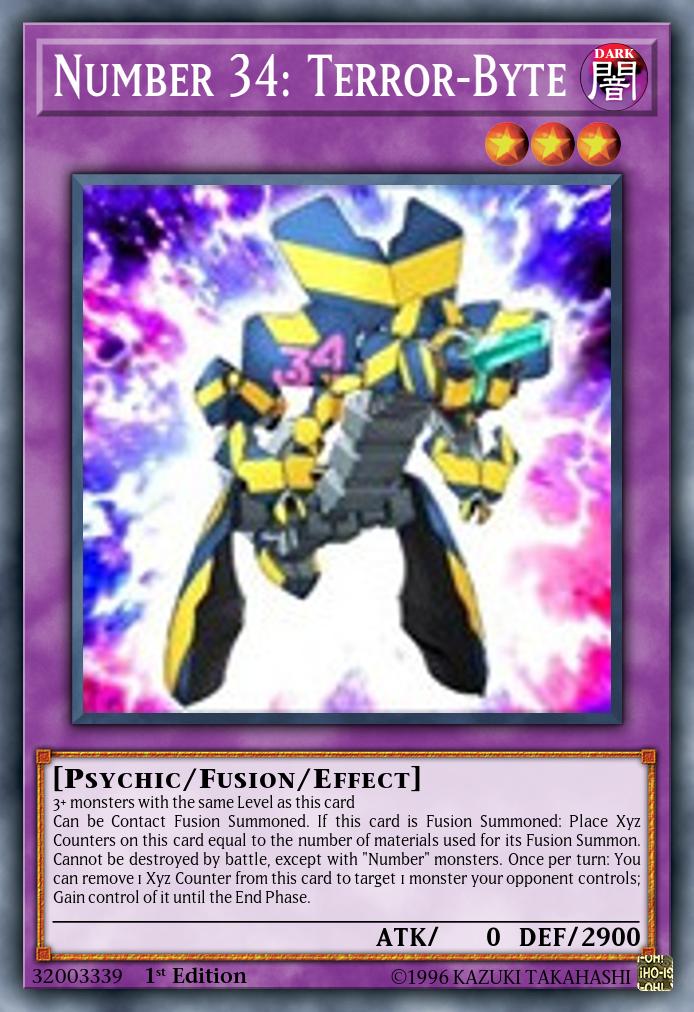 NUMBER 34: TERROR-BYTE
DARK
闇
34
[PSYCHIC/FUSION/EFFECT]
3+ monsters with the same Level as this card
Can be Contact Fusion Summoned. If this card is Fusion Summoned: Place Xyz
Counters on this card equal to the number of materials used for its Fusion Summon.
Cannot be destroyed by battle, except with "Number" monsters. Once per turn: You
can remove 1 Xyz Counter from this card to target 1 monster your opponent controls;
Gain control of it until the End Phase.
ATK/ 0 DEF/2900
32003339 1st Edition ©1996 KAZUKI TAKAHASHI